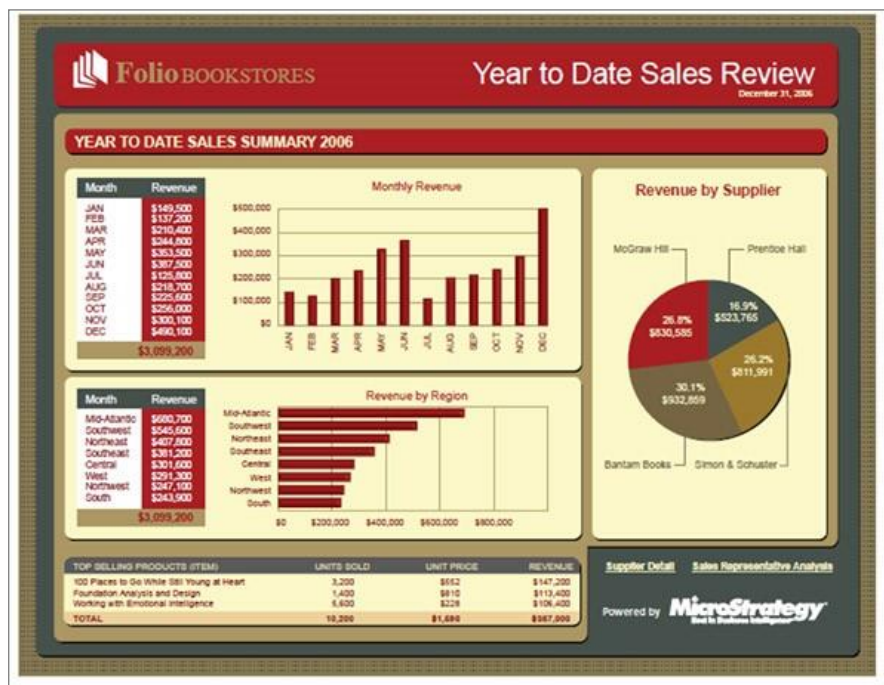 Folio BOOKSTORES
Year to Date Sales Review
December 31, 2006
YEAR TO DATE SALES SUMMARY 2006
Month Revenue
JAN $149,500
FEB $137,200
MAR $210,400
APR $244,800
MAY $353,500
JUN $387,500
JUL $125,800
AUG $218,700
SEP $225,600
OCT $256,000
NOV $300,100
DEC $490,100
$3,099,200
Monthly Revenue
$500,000
$400,000
$300,000
$200,000
$100,000
$0
JAN FEB MAR APR MAY JUN JUL AUG SEP OCT NOV DEC
Revenue by Supplier
McGraw Hill
Prentice Hall
16.9%
$523,765
26.8%
$830,585
26.2%
$811,991
30.1%
$932,859
Bantam Books
Simon & Schuster
Month Revenue
Mid-Atlantic $680,700
Southwest $545,600
Northeast $407,800
Southeast $381,200
Central $301,600
West $291,300
Northwest $247,100
South $243,900
$3,099,200
Revenue by Region
Mid-Atlantic
Southwest
Northeast
Southeast
Central
West
Northwest
South
$0 $200,000 $400,000 $600,000 $800,000
TOP SELLING PRODUCTS (ITEM) UNITS SOLD UNIT PRICE REVENUE
100 Places to Go While Still Young at Heart 3,200 $147,200
Foundation Analysis and Design 1,400 $810 $113,400
Working with Emotional Intelligence 5,600 $228 $106,400
TOTAL 10,200
Supplier Detail
Sales Representative Analysis
Powered by MicroStrategy
Best in Business Intelligence